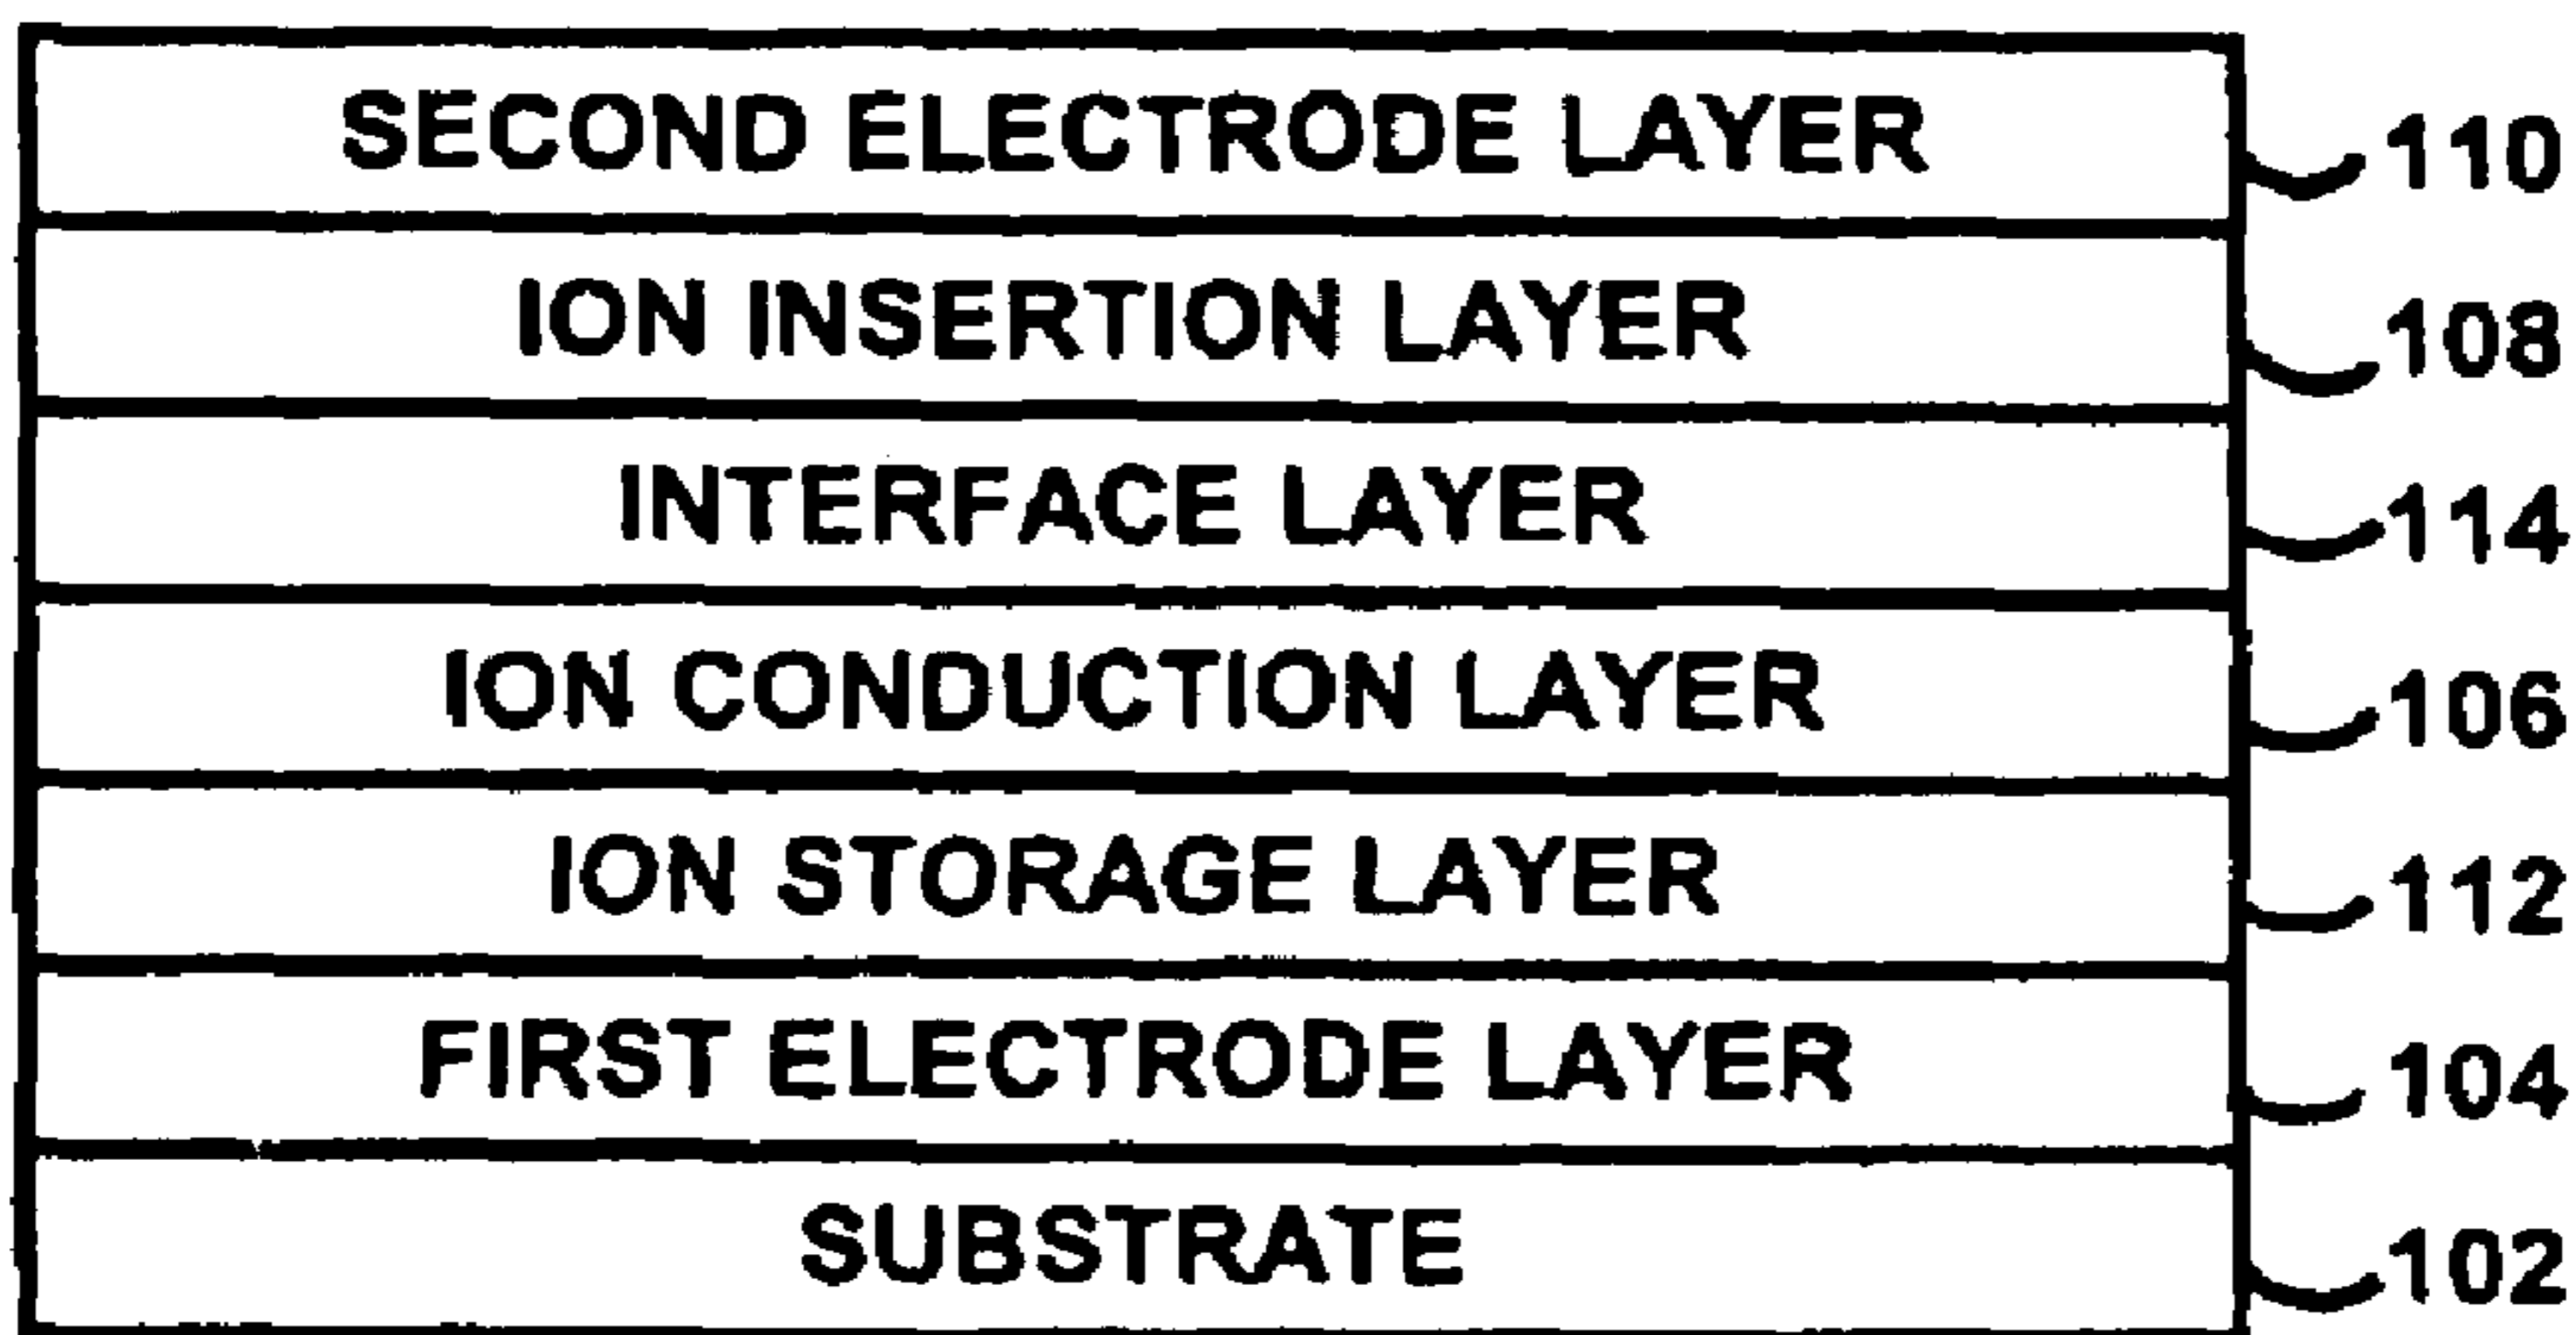 SECOND ELECTRODE LAYER 110
ION INSERTION LAYER 108
INTERFACE LAYER 114
ION CONDUCTION LAYER 106
ION STORAGE LAYER 112
FIRST ELECTRODE LAYER 104
SUBSTRATE 102